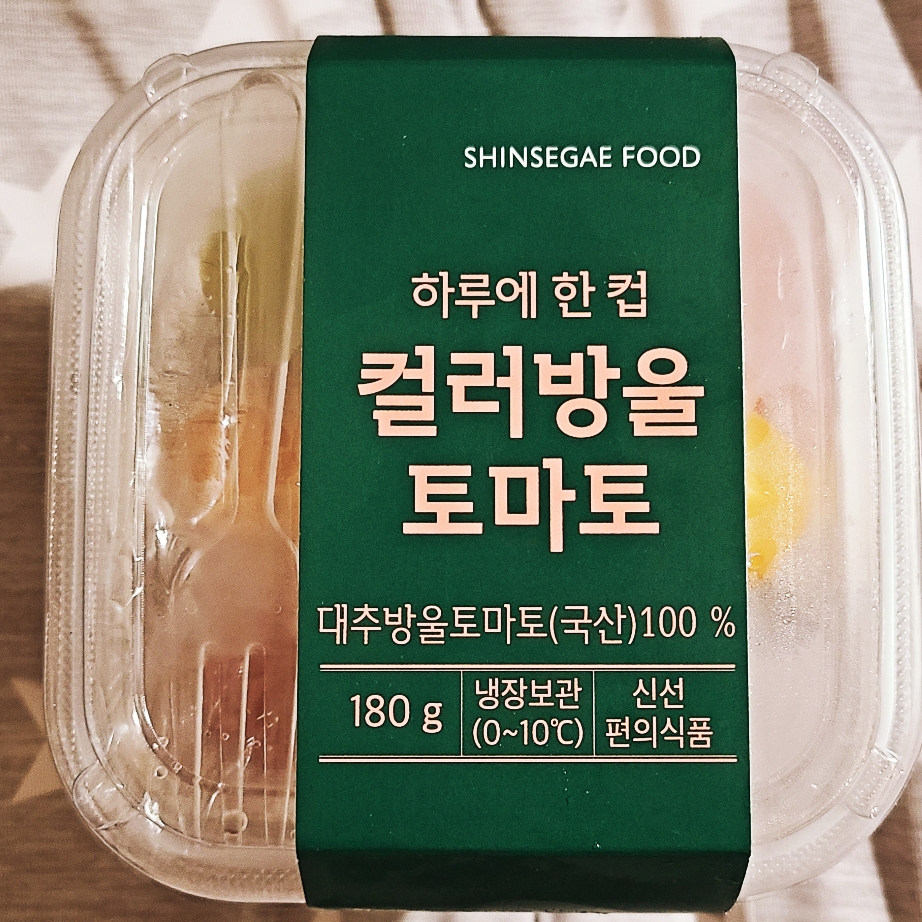 SHINSEGAE FOOD
하루에 한 컵
컬러방울
토마토
대추방울토마토(국산)100 %
180 g
냉장보관
(0~10℃)
신선
편의식품